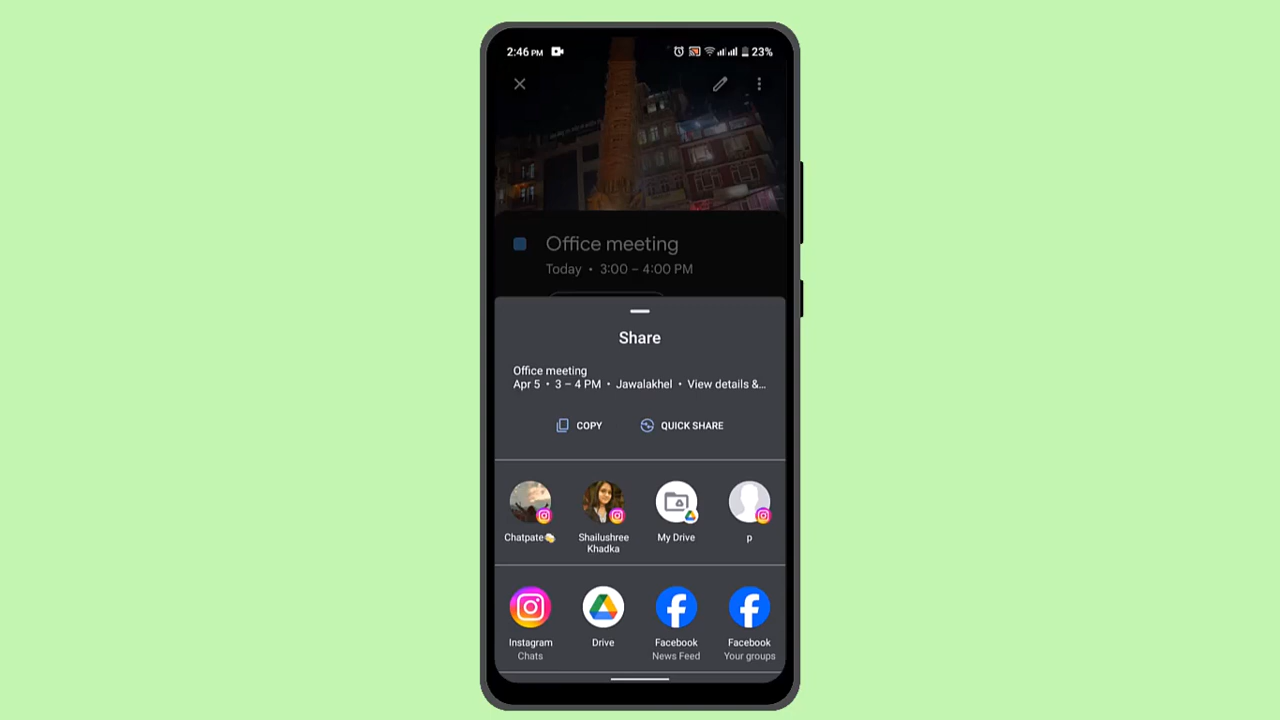 2:46 PM 23%
Office meeting
Today • 3:00 – 4:00 PM
Share
Office meeting
Apr 5 • 3 – 4 PM • Jawalakhel • View details &...
COPY QUICK SHARE
Chatpate🍻 Shailushree Khadka My Drive p
Instagram Chats Drive Facebook News Feed Facebook Your groups